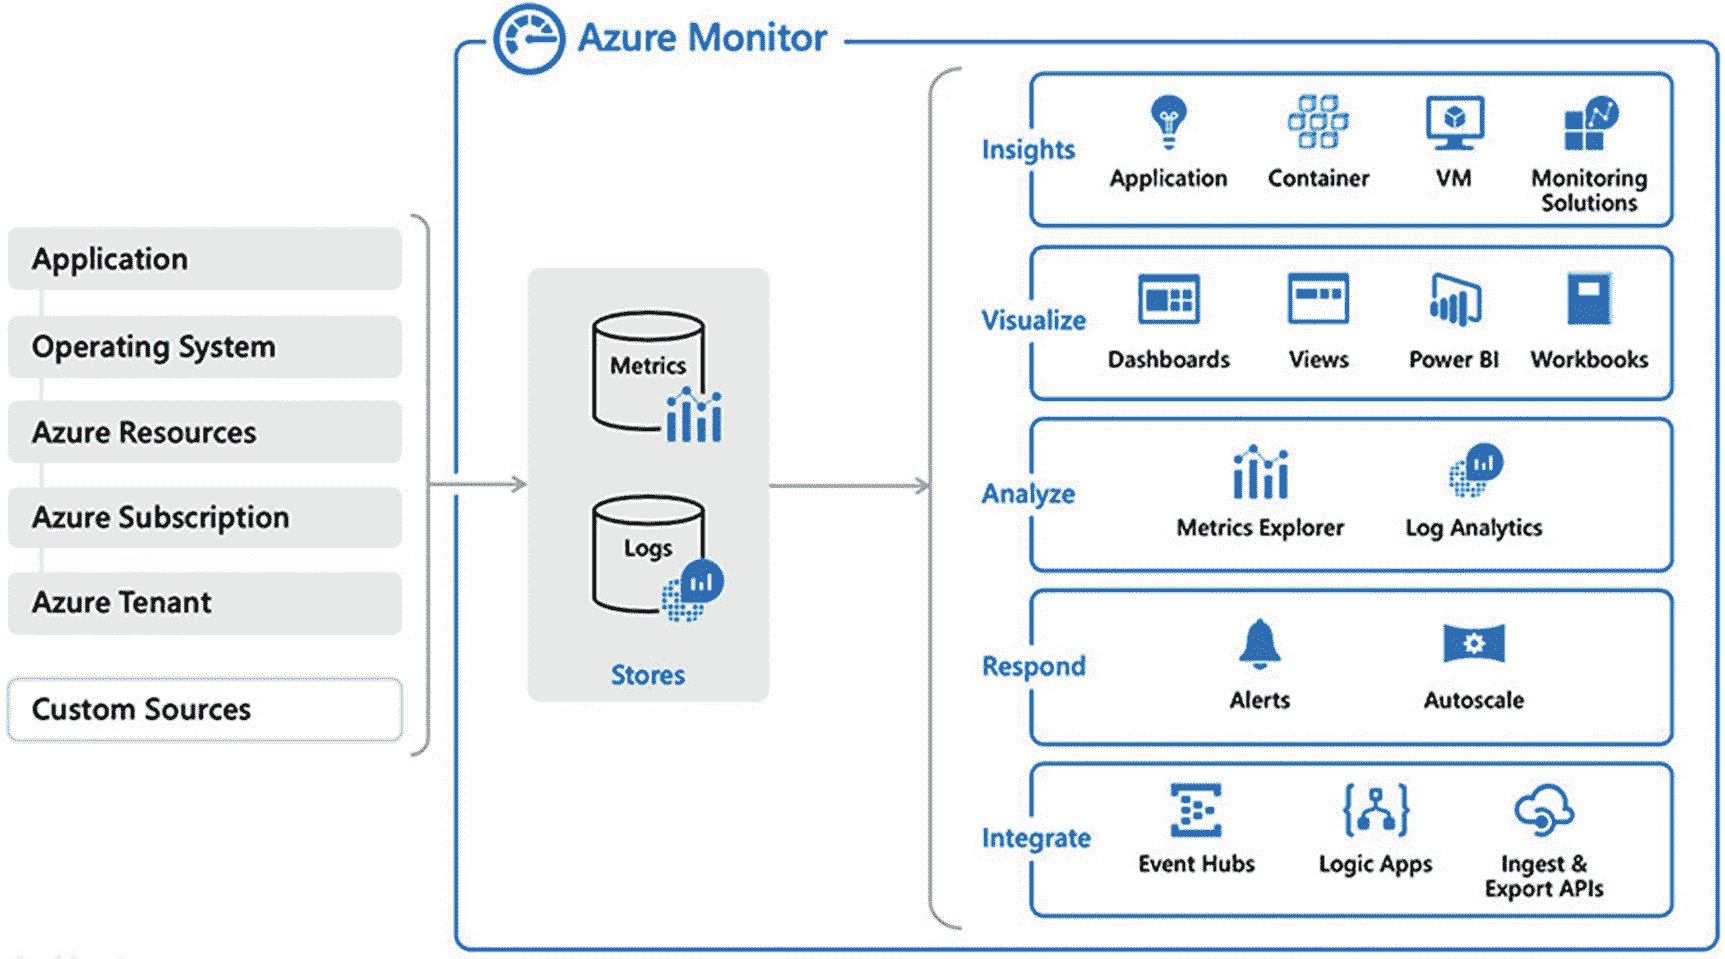 Azure Monitor
Application
Operating System
Azure Resources
Azure Subscription
Azure Tenant
Custom Sources
Metrics
Logs
Stores
Insights
Application
Container
VM
Monitoring
Solutions
Visualize
Dashboards
Views
Power BI
Workbooks
Analyze
Metrics Explorer
Log Analytics
Respond
Alerts
Autoscale
Integrate
Event Hubs
Logic Apps
Ingest &
Export APIs